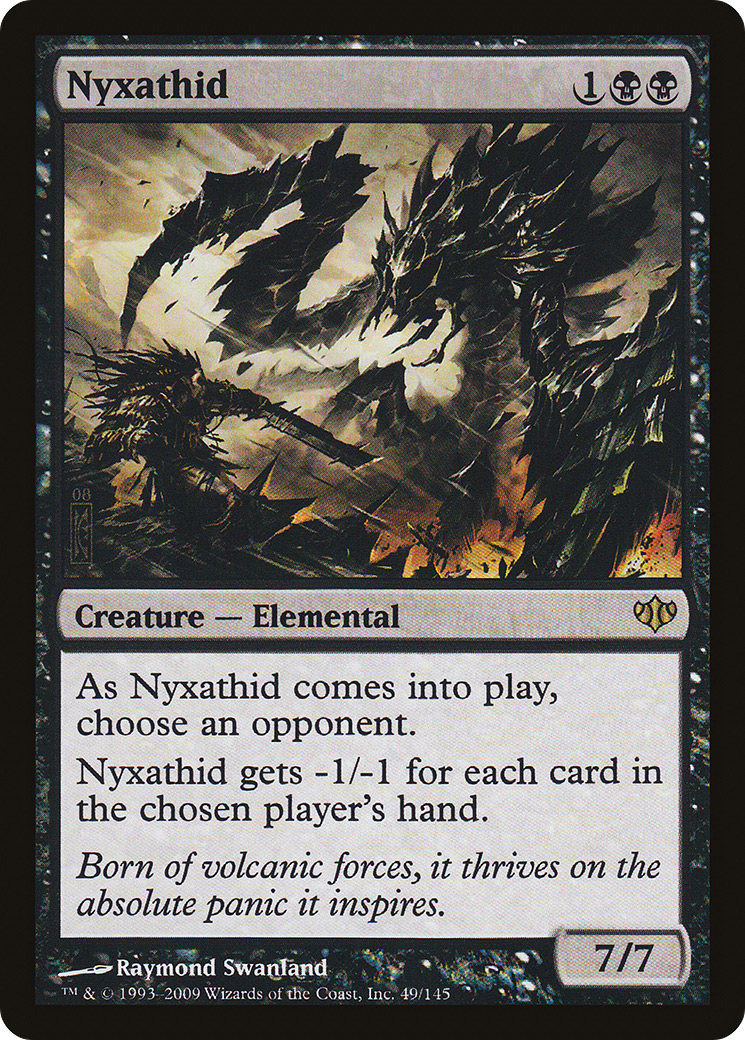 Nyxathid 1
08
Creature — Elemental
As Nyxathid comes into play,
choose an opponent.
Nyxathid gets -1/-1 for each card in
the chosen player's hand.
Born of volcanic forces, it thrives on the
absolute panic it inspires.
7/7
Raymond Swanland
™ & © 1993–2009 Wizards of the Coast, Inc. 49/145